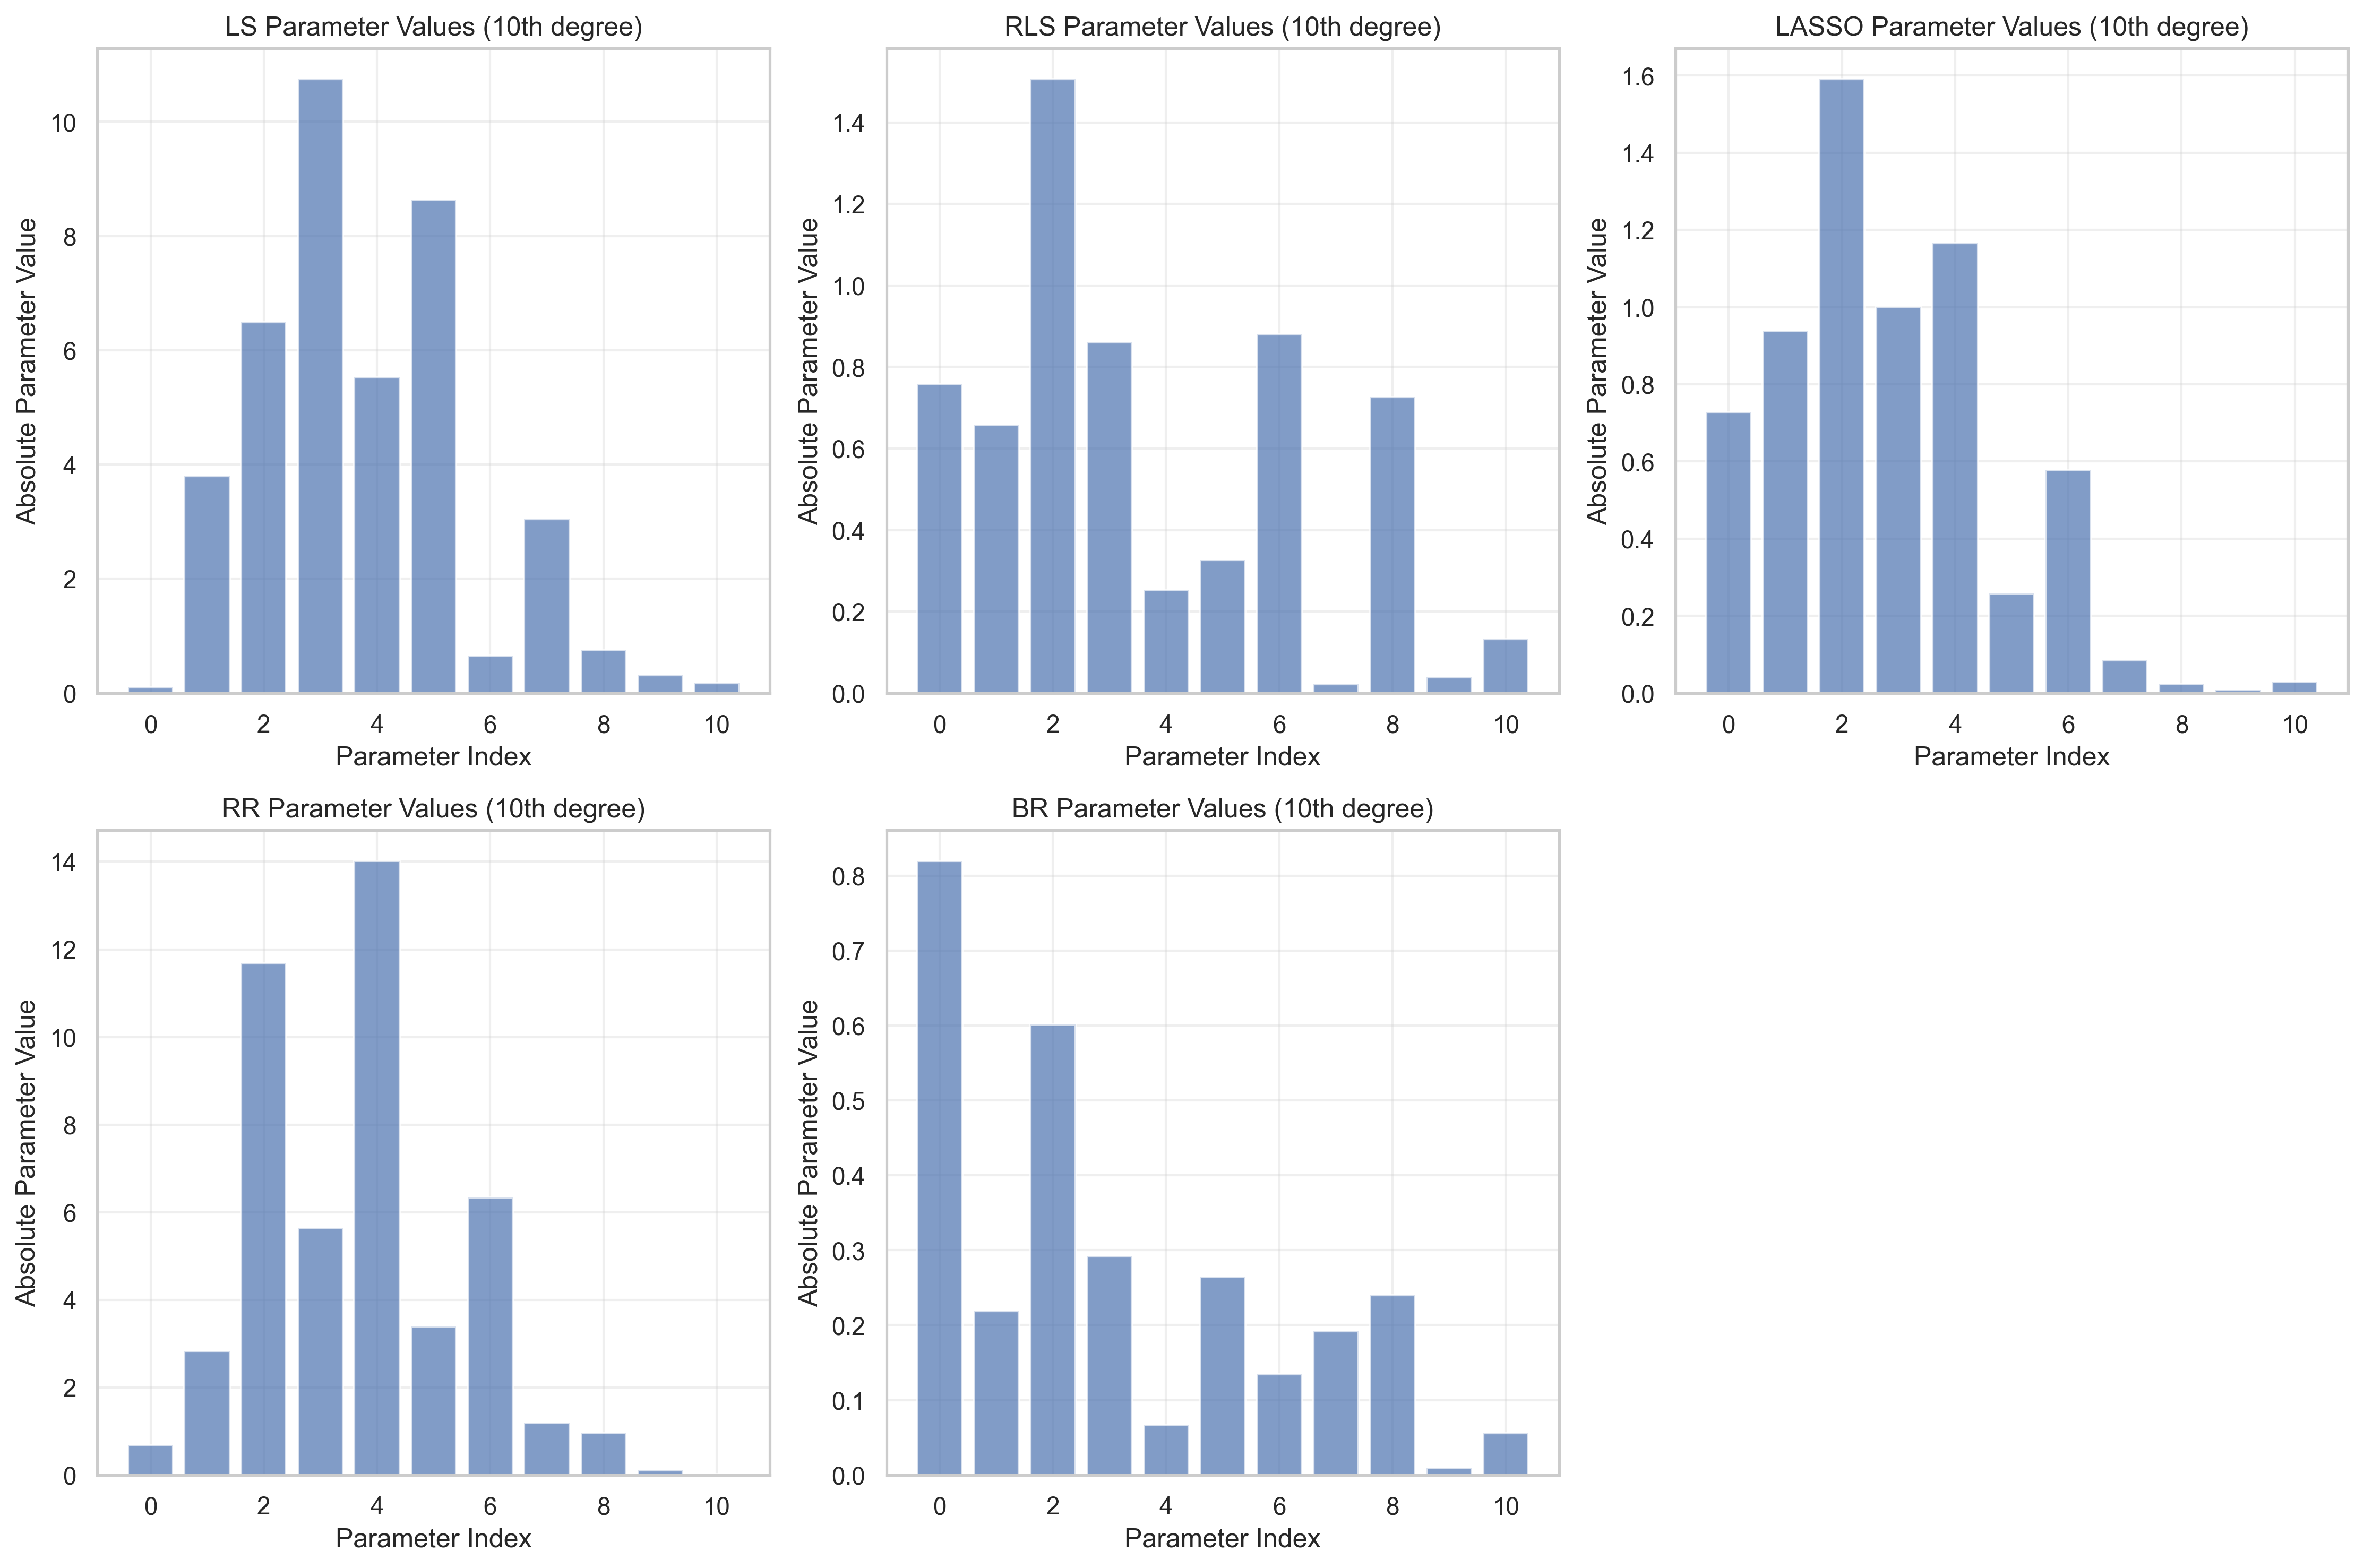 LS Parameter Values (10th degree)
Absolute Parameter Value
10
8
6
4
2
0
0 2 4 6 8 10
Parameter Index
RLS Parameter Values (10th degree)
Absolute Parameter Value
1.4
1.2
1.0
0.8
0.6
0.4
0.2
0.0
0 2 4 6 8 10
Parameter Index
LASSO Parameter Values (10th degree)
Absolute Parameter Value
1.6
1.4
1.2
1.0
0.8
0.6
0.4
0.2
0.0
0 2 4 6 8 10
Parameter Index
RR Parameter Values (10th degree)
Absolute Parameter Value
14
12
10
8
6
4
2
0
0 2 4 6 8 10
Parameter Index
BR Parameter Values (10th degree)
Absolute Parameter Value
0.8
0.7
0.6
0.5
0.4
0.3
0.2
0.1
0.0
0 2 4 6 8 10
Parameter Index